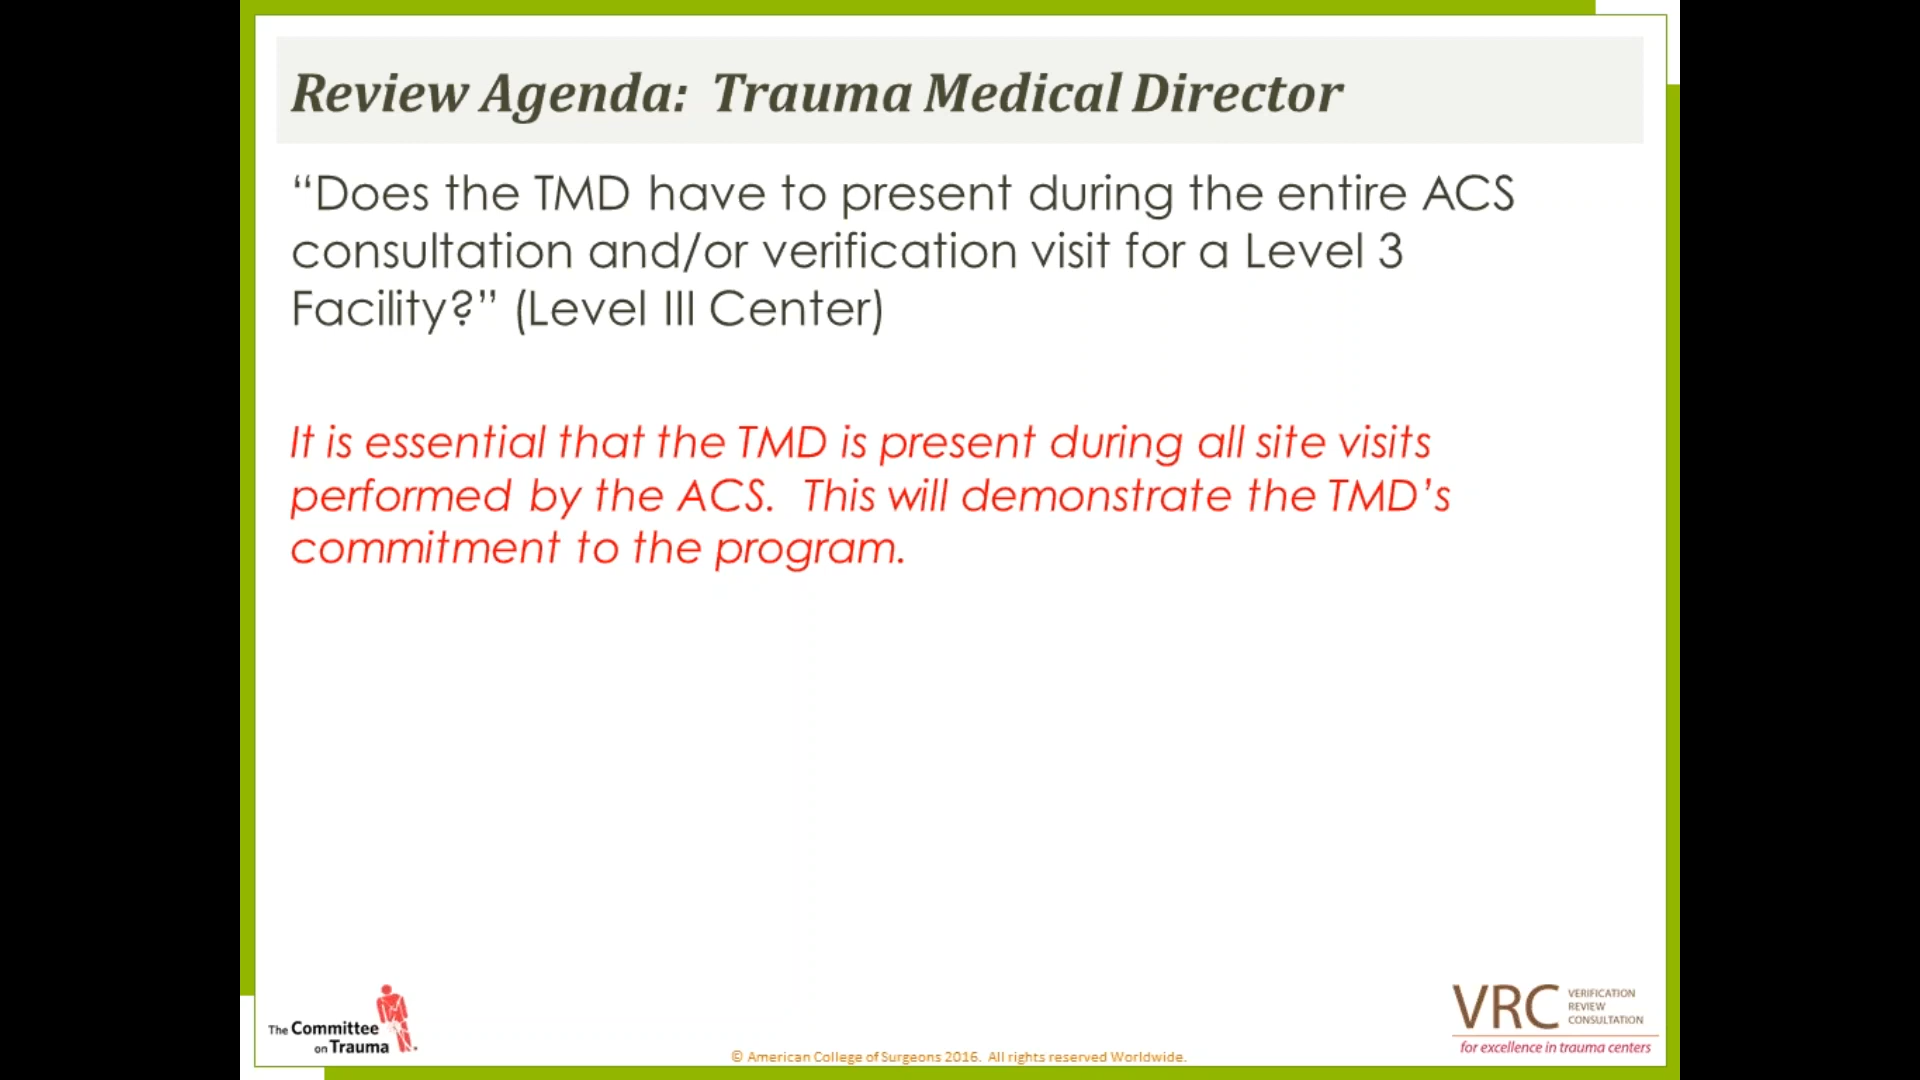 Review Agenda:  Trauma Medical Director
“Does the TMD have to present during the entire ACS
consultation and/or verification visit for a Level 3
Facility?” (Level III Center)
It is essential that the TMD is present during all site visits
performed by the ACS.  This will demonstrate the TMD’s
commitment to the program.
The Committee
on Trauma
© American College of Surgeons 2016.  All rights reserved Worldwide.
VRC
VERIFICATION
REVIEW
CONSULTATION
for excellence in trauma centers